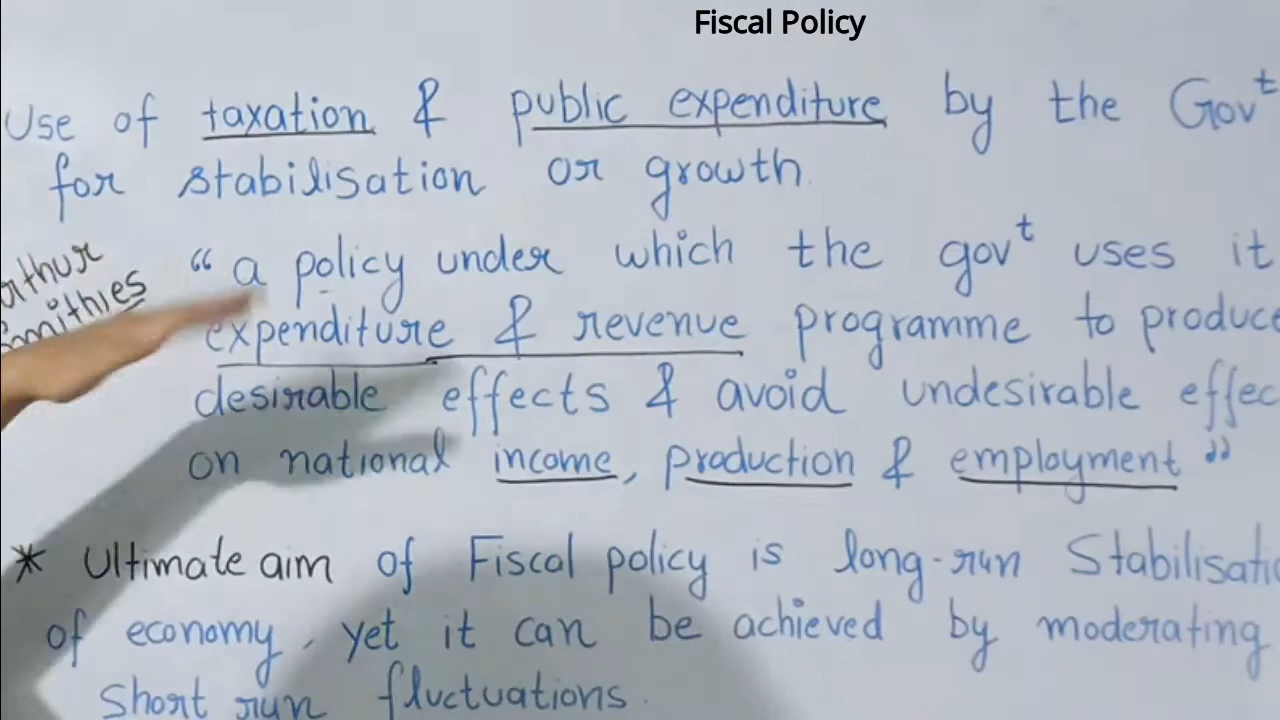 Fiscal Policy
Use of taxation & public expenditure by the Govt
for stabilisation or growth.
"a policy under which the govt uses it
expenditure & revenue programme to produce
desirable effects & avoid undesirable effec
on national income, production & employment"
* Ultimate aim of Fiscal policy is long-run Stabilisati
of economy, yet it can be achieved by moderating
Short run fluctuations.